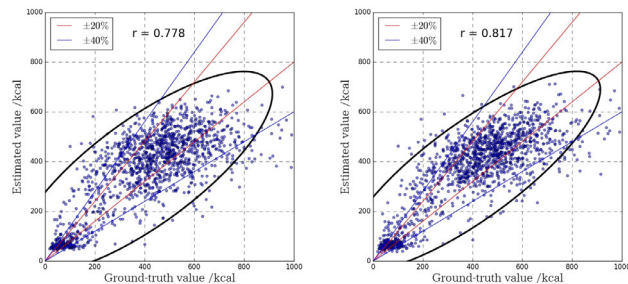 1000
800
600
400
200
0
Estimated value /kcal
±20%
±40%
r = 0.778
0 200 400 600 800 1000
Ground-truth value /kcal
1000
800
600
400
200
0
Estimated value /kcal
±20%
±40%
r = 0.817
0 200 400 600 800 1000
Ground-truth value /kcal